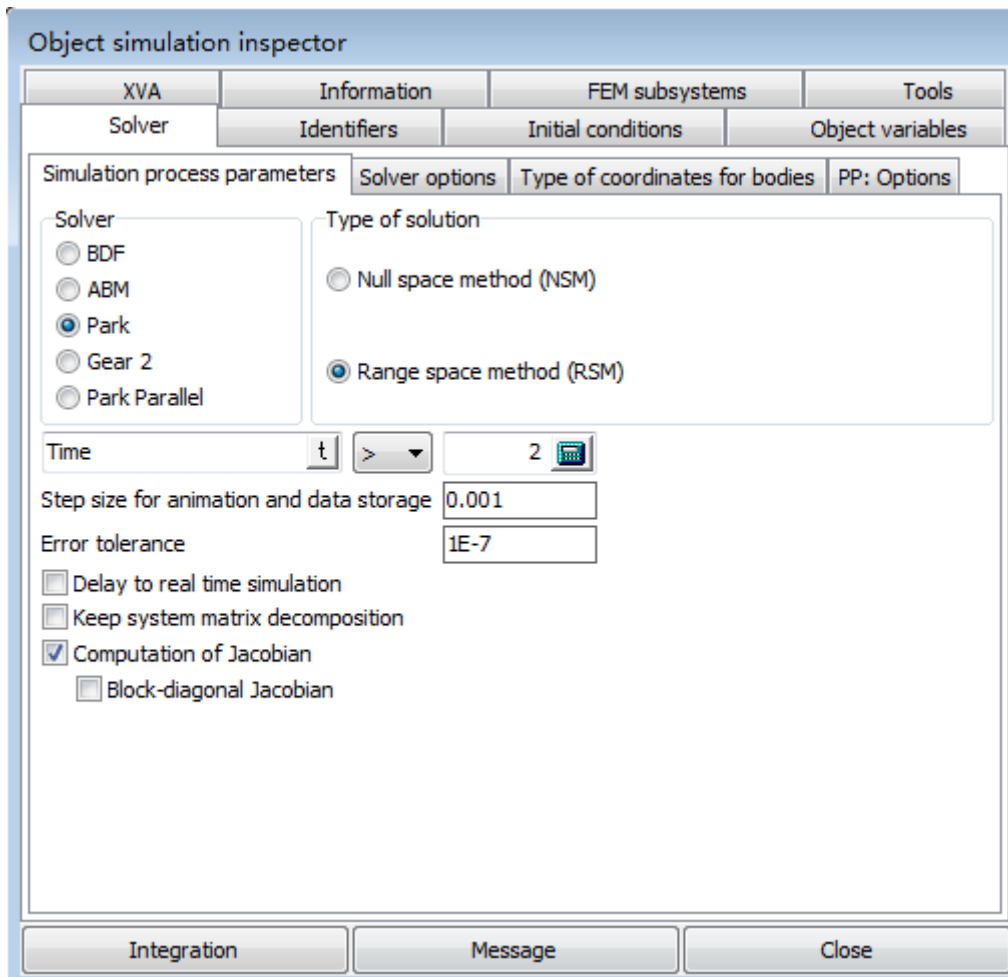 Object simulation inspector
XVA Information FEM subsystems Tools
Solver Identifiers Initial conditions Object variables
Simulation process parameters Solver options Type of coordinates for bodies PP: Options
Solver Type of solution
BDF
Null space method (NSM)
ABM
Park
Gear 2
Range space method (RSM)
Park Parallel
Time t > 2
Step size for animation and data storage 0.001
Error tolerance 1E-7
Delay to real time simulation
Keep system matrix decomposition
Computation of Jacobian
Block-diagonal Jacobian
Integration Message Close